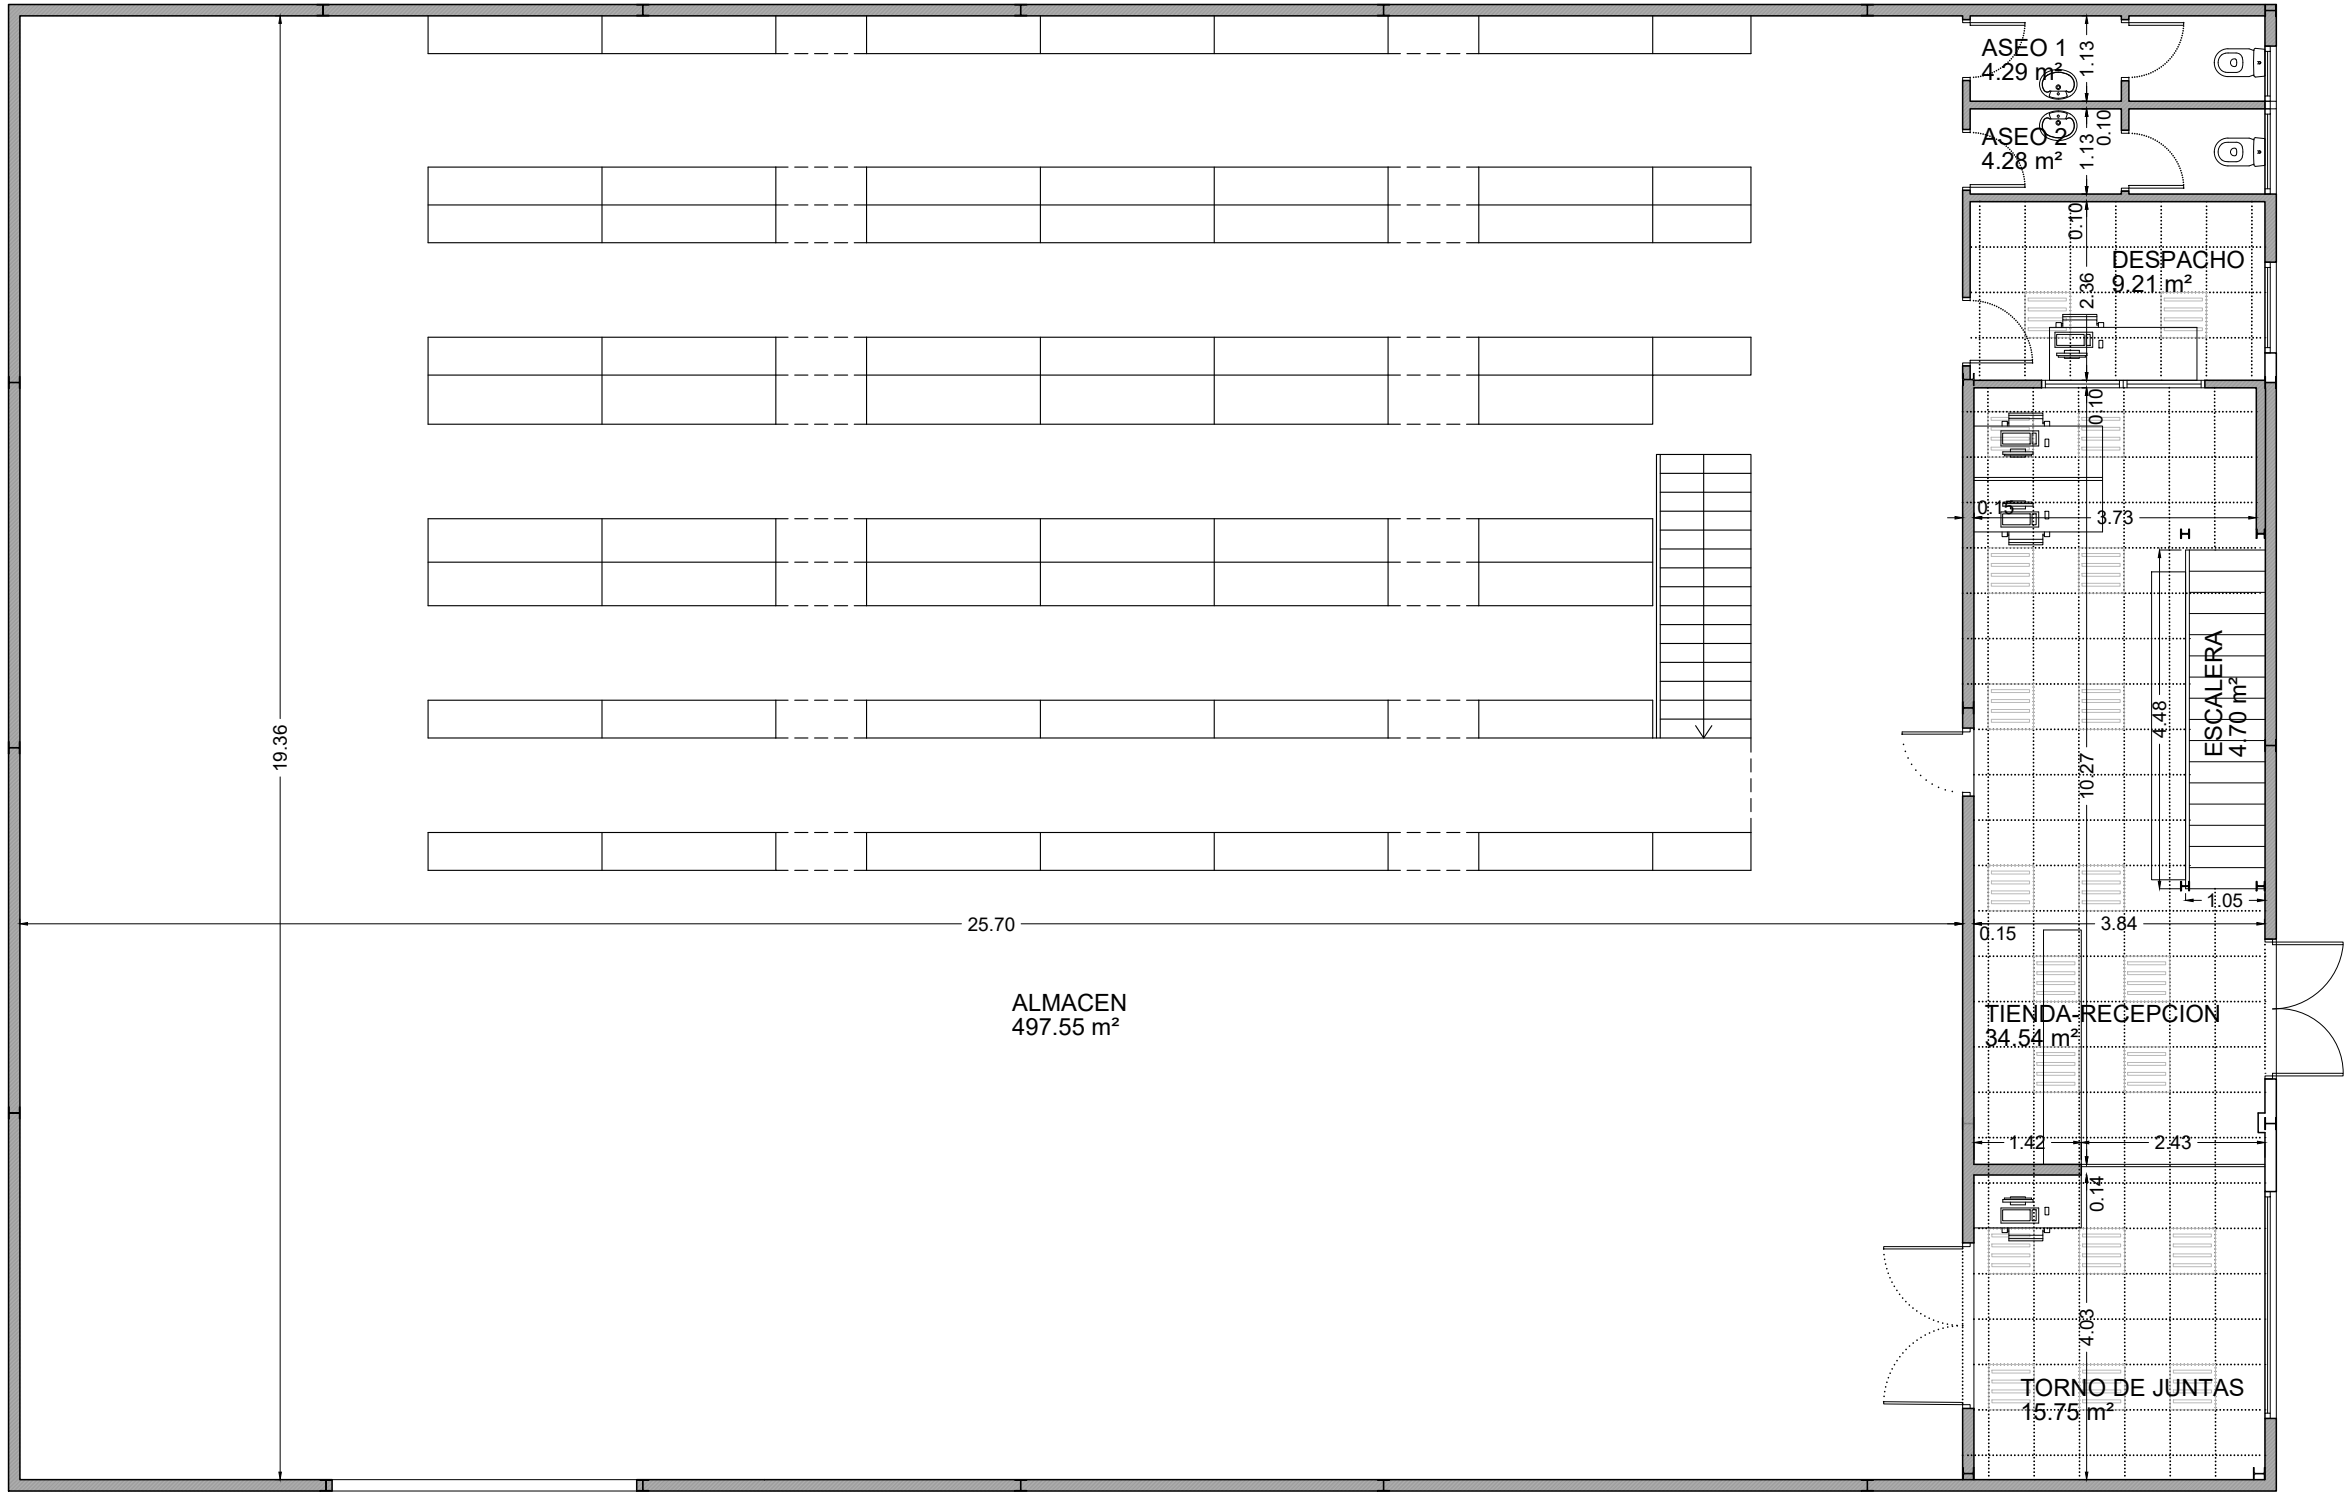 ASEO 1
4.29 m²
1.13
ASEO 2
4.28 m²
1.13
0.10
0.10
DESPACHO
9.21 m²
2.36
0.10
0.15
3.73
ESCALERA
4.70 m²
4.48
19.36
10.27
1.05
25.70
0.15
3.84
ALMACEN
497.55 m²
TIENDA-RECEPCION
34.54 m²
1.42
2.43
0.14
4.03
TORNO DE JUNTAS
15.75 m²